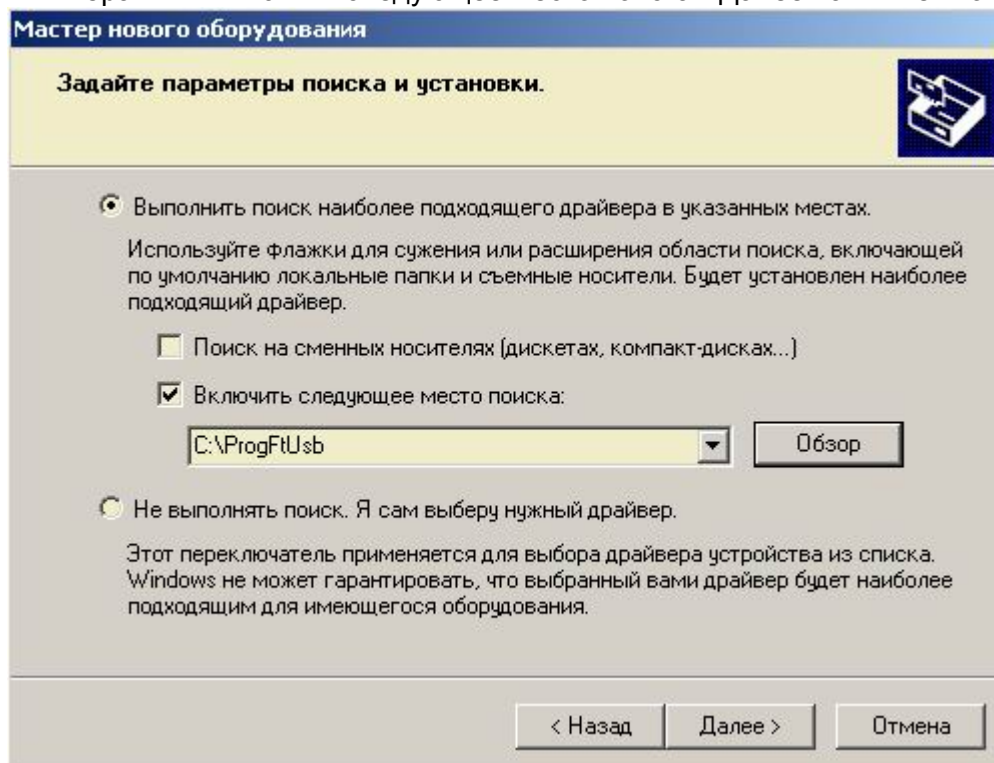 Мастер нового оборудования
Задайте параметры поиска и установки.
Выполнить поиск наиболее подходящего драйвера в указанных местах.
Используйте флажки для сужения или расширения области поиска, включающей
по умолчанию локальные папки и съемные носители. Будет установлен наиболее
подходящий драйвер.
Поиск на сменных носителях (дискетах, компакт-дисках...)
Включить следующее место поиска:
C:\ProgFtUsb
Обзор
Не выполнять поиск. Я сам выберу нужный драйвер.
Этот переключатель применяется для выбора драйвера устройства из списка.
Windows не может гарантировать, что выбранный вами драйвер будет наиболее
подходящим для имеющегося оборудования.
< Назад Далее > Отмена